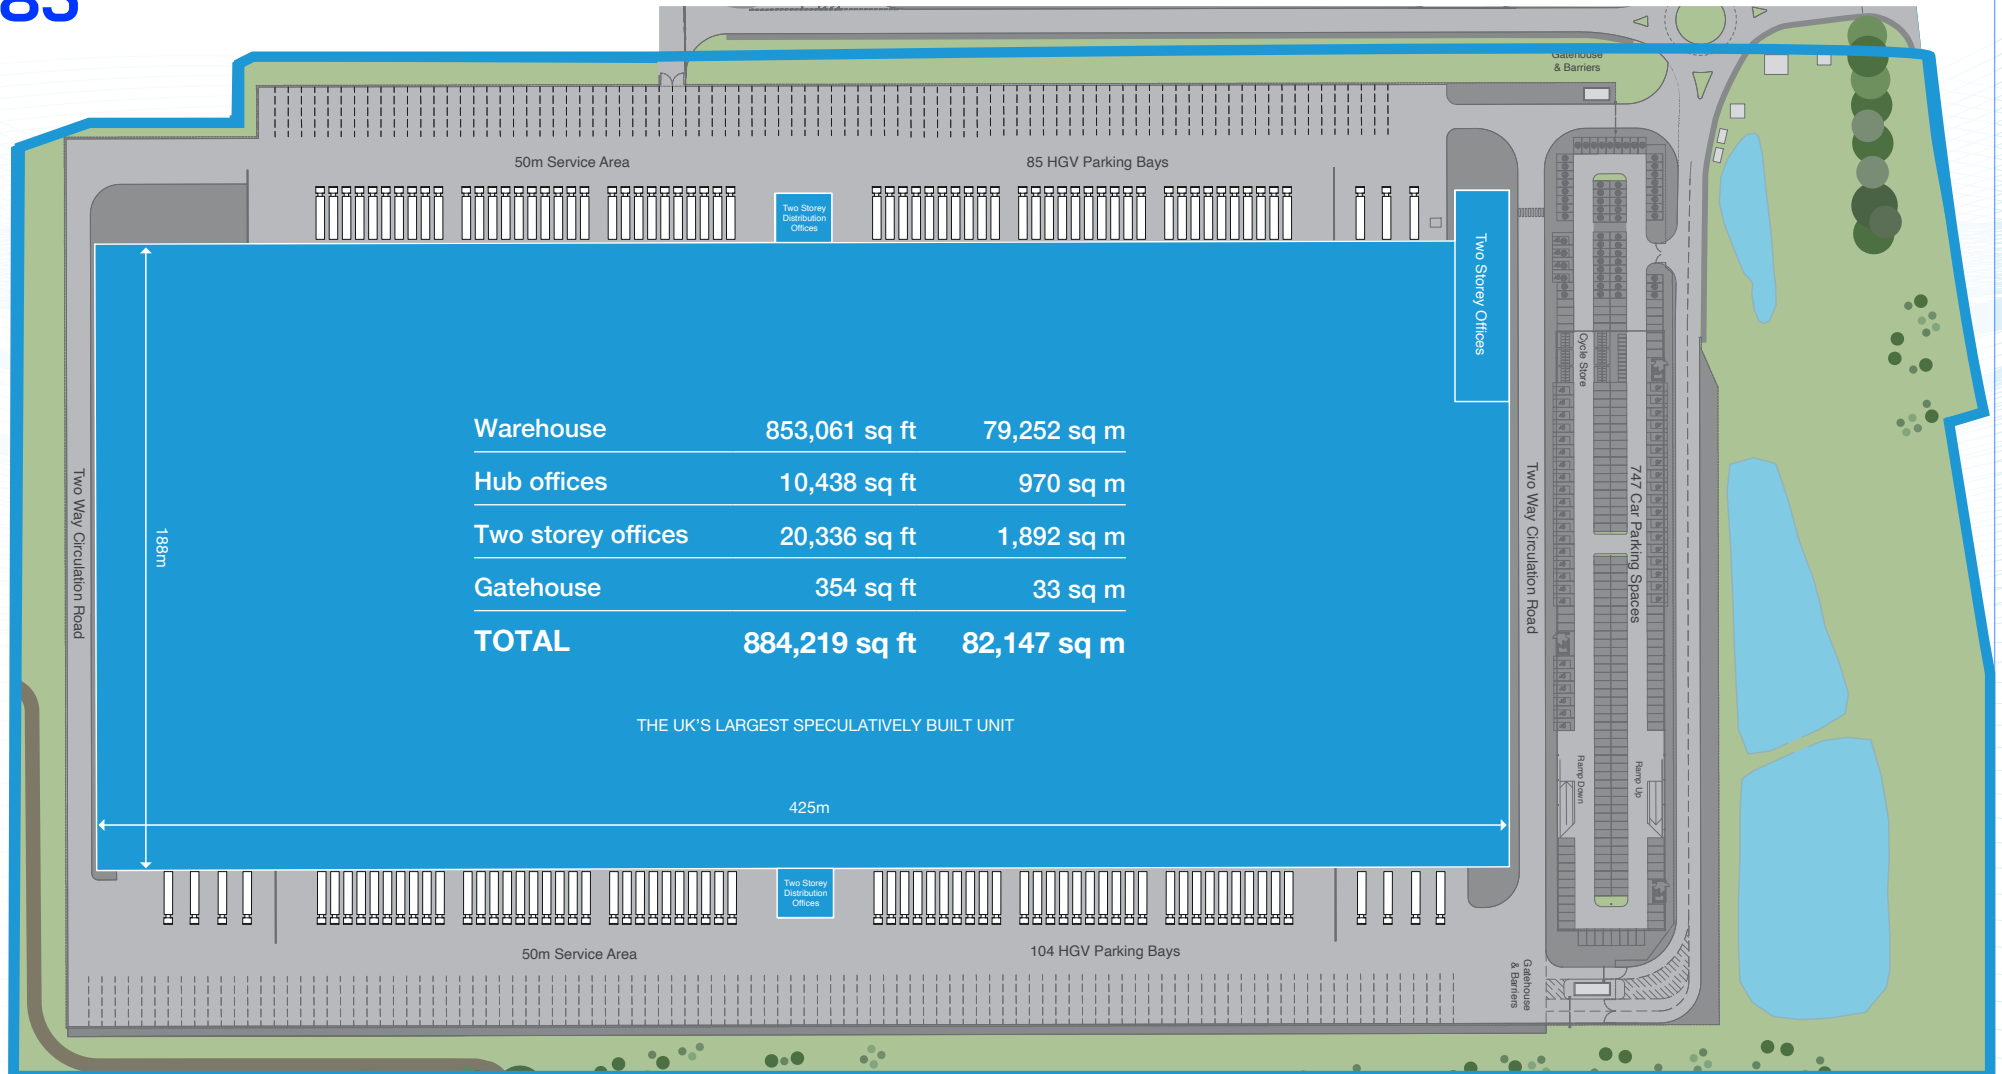 85
Gatehouse
& Barriers
50m Service Area
85 HGV Parking Bays
Two Storey
Distribution
Offices
Two Storey Offices
Cycle Store
Warehouse 853,061 sq ft 79,252 sq m
Hub offices 10,438 sq ft 970 sq m
Two storey offices 20,336 sq ft 1,892 sq m
Gatehouse 354 sq ft 33 sq m
TOTAL 884,219 sq ft 82,147 sq m
Two Way Circulation Road
188m
Two Way Circulation Road
747 Car Parking Spaces
THE UK'S LARGEST SPECULATIVELY BUILT UNIT
425m
Ramp Down
Ramp Up
Two Storey
Distribution
Offices
50m Service Area
104 HGV Parking Bays
Gatehouse
& Barriers